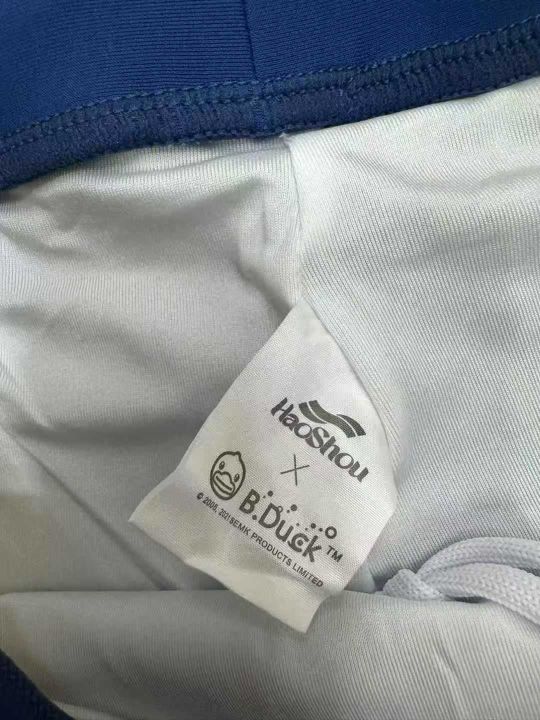 HaoShou
X
B.Duck™
© 2005, 2021 SEMK PRODUCTS LIMITED